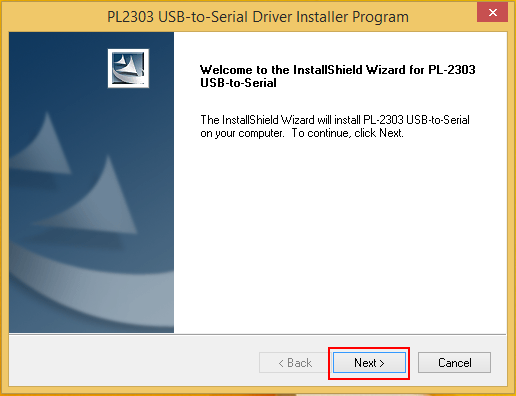 PL2303 USB-to-Serial Driver Installer Program
Welcome to the InstallShield Wizard for PL-2303
USB-to-Serial
The InstallShield Wizard will install PL-2303 USB-to-Serial
on your computer. To continue, click Next.
< Back
Next >
Cancel